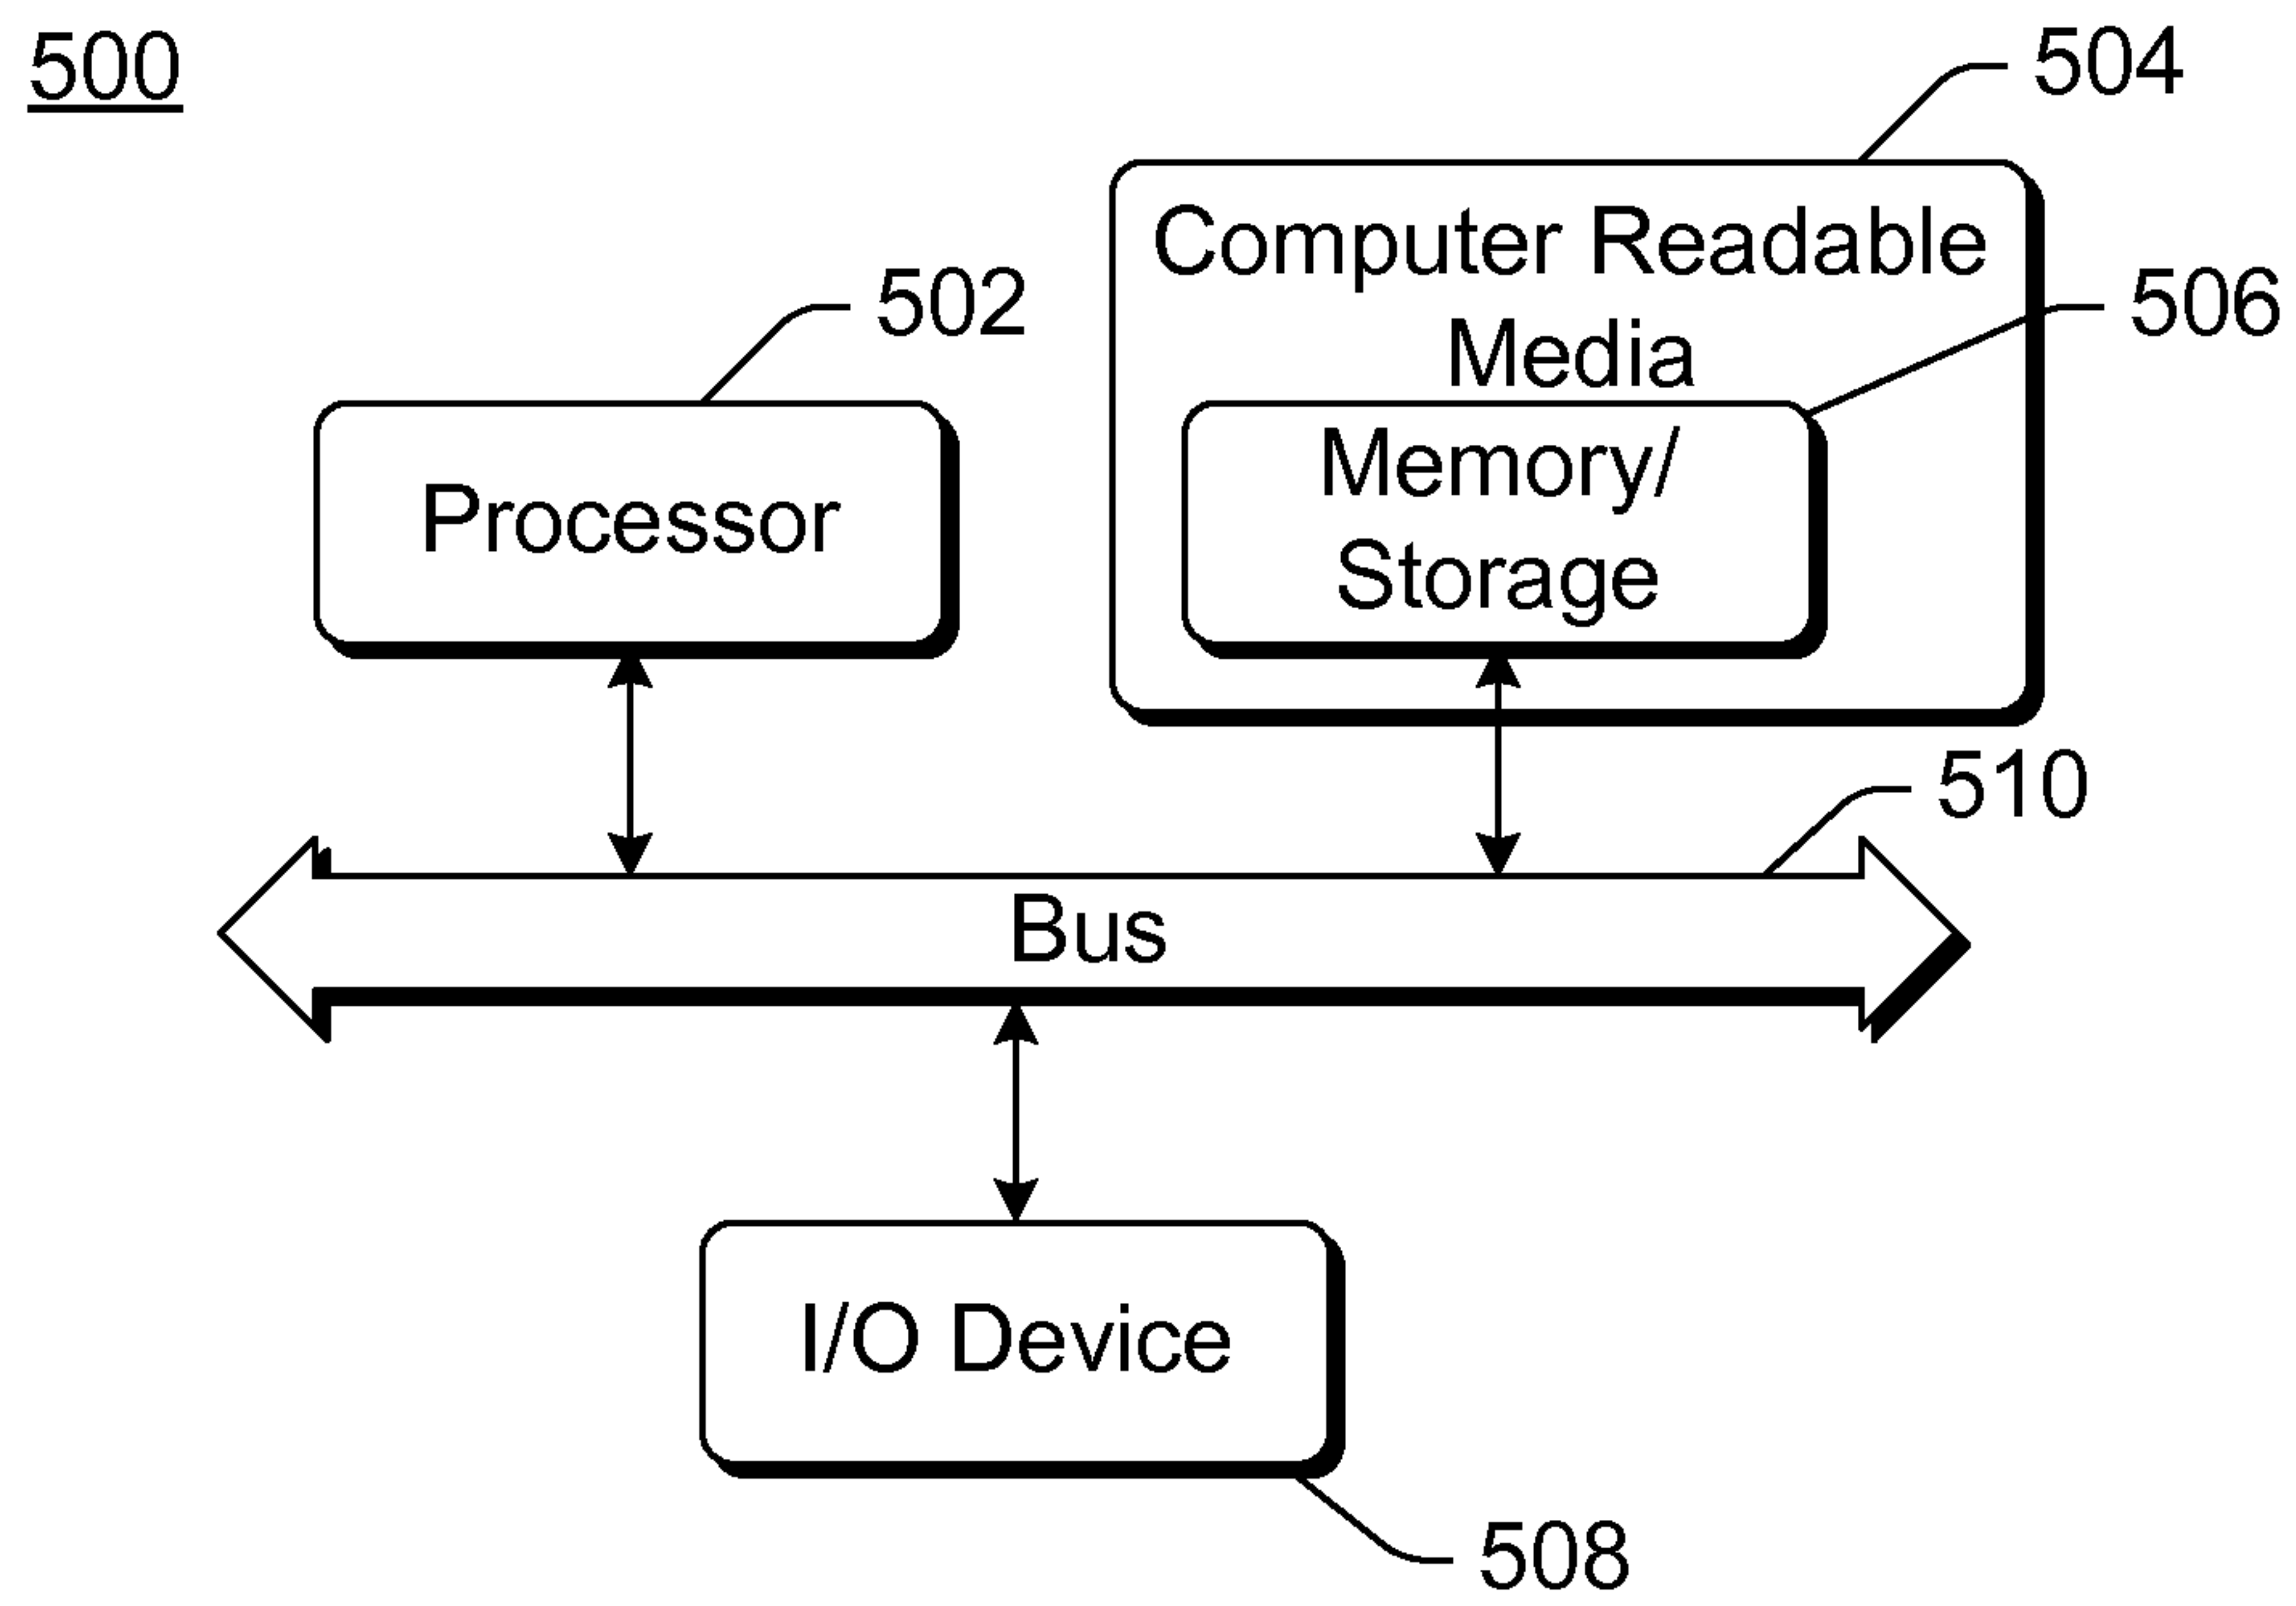 500
504
Computer Readable
Media
502
506
Memory/
Storage
Processor
510
Bus
I/O Device
508